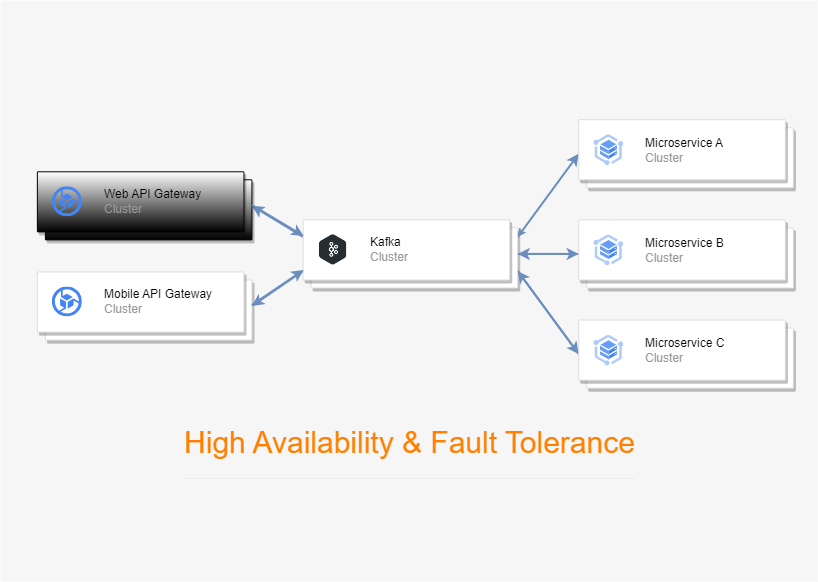 Web API Gateway
Cluster
Mobile API Gateway
Cluster
Kafka
Cluster
Microservice A
Cluster
Microservice B
Cluster
Microservice C
Cluster
High Availability & Fault Tolerance